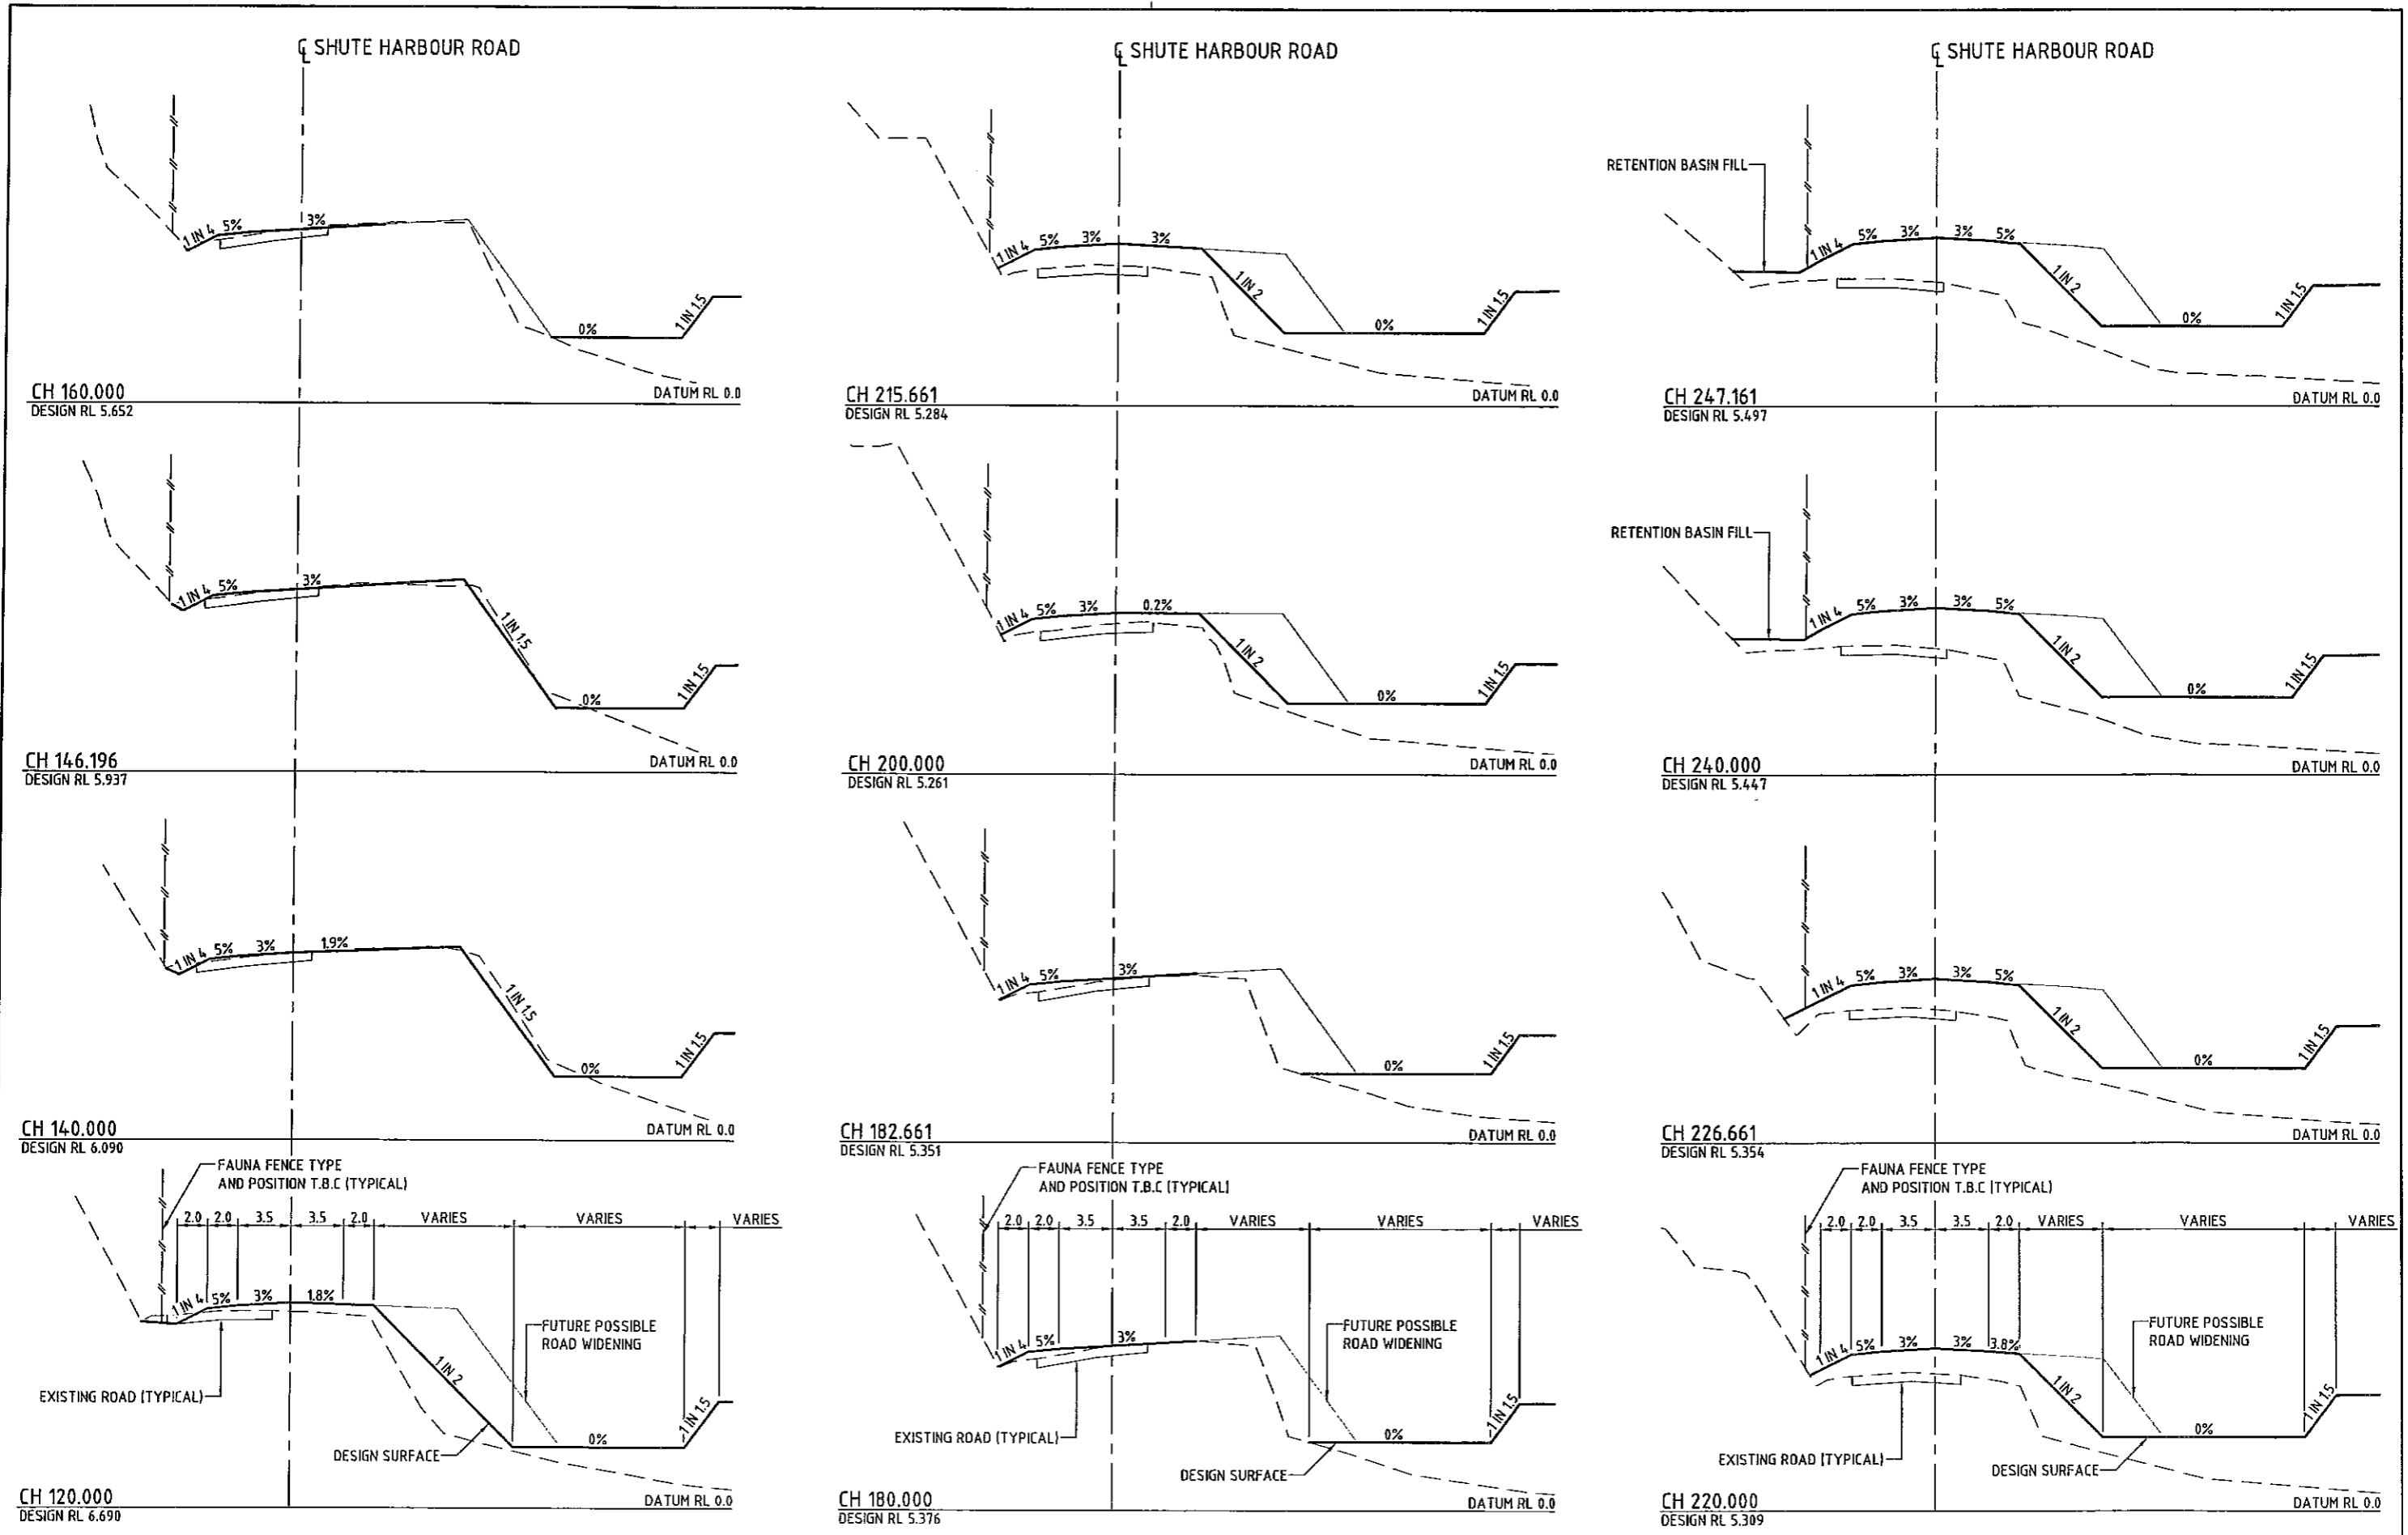 ℄ SHUTE HARBOUR ROAD
1 IN 4
5%
3%
0%
1 IN 1.5
CH 160.000
DESIGN RL 5.652
DATUM RL 0.0
1 IN 4
5%
3%
1 IN 1.5
0%
1 IN 1.5
CH 146.196
DESIGN RL 5.937
DATUM RL 0.0
1 IN 4
5%
3%
1.9%
1 IN 1.5
0%
1 IN 1.5
CH 140.000
DESIGN RL 6.090
DATUM RL 0.0
FAUNA FENCE TYPE
AND POSITION T.B.C (TYPICAL)
2.0 2.0 3.5 3.5 2.0 VARIES VARIES VARIES
1 IN 4
5%
3%
1.8%
1 IN 2
FUTURE POSSIBLE
ROAD WIDENING
EXISTING ROAD (TYPICAL)
0%
1 IN 1.5
DESIGN SURFACE
CH 120.000
DESIGN RL 6.690
DATUM RL 0.0
℄ SHUTE HARBOUR ROAD
1 IN 4
5%
3%
3%
1 IN 2
0%
1 IN 1.5
CH 215.661
DESIGN RL 5.284
DATUM RL 0.0
1 IN 4
5%
3%
0.2%
1 IN 2
0%
1 IN 1.5
CH 200.000
DESIGN RL 5.261
DATUM RL 0.0
1 IN 4
5%
3%
0%
1 IN 1.5
CH 182.661
DESIGN RL 5.351
DATUM RL 0.0
FAUNA FENCE TYPE
AND POSITION T.B.C (TYPICAL)
2.0 2.0 3.5 3.5 2.0 VARIES VARIES VARIES
1 IN 4
5%
3%
FUTURE POSSIBLE
ROAD WIDENING
EXISTING ROAD (TYPICAL)
0%
1 IN 1.5
DESIGN SURFACE
CH 180.000
DESIGN RL 5.376
DATUM RL 0.0
℄ SHUTE HARBOUR ROAD
RETENTION BASIN FILL
1 IN 4
5%
3%
3%
5%
1 IN 2
0%
1 IN 1.5
CH 247.161
DESIGN RL 5.497
DATUM RL 0.0
RETENTION BASIN FILL
1 IN 4
5%
3%
3%
5%
1 IN 2
0%
1 IN 1.5
CH 240.000
DESIGN RL 5.447
DATUM RL 0.0
1 IN 4
5%
3%
3%
5%
1 IN 2
0%
1 IN 1.5
CH 226.661
DESIGN RL 5.354
DATUM RL 0.0
FAUNA FENCE TYPE
AND POSITION T.B.C (TYPICAL)
2.0 2.0 3.5 3.5 2.0 VARIES VARIES VARIES
1 IN 4
5%
3%
3%
3.8%
1 IN 2
FUTURE POSSIBLE
ROAD WIDENING
EXISTING ROAD (TYPICAL)
0%
1 IN 1.5
DESIGN SURFACE
CH 220.000
DESIGN RL 5.309
DATUM RL 0.0